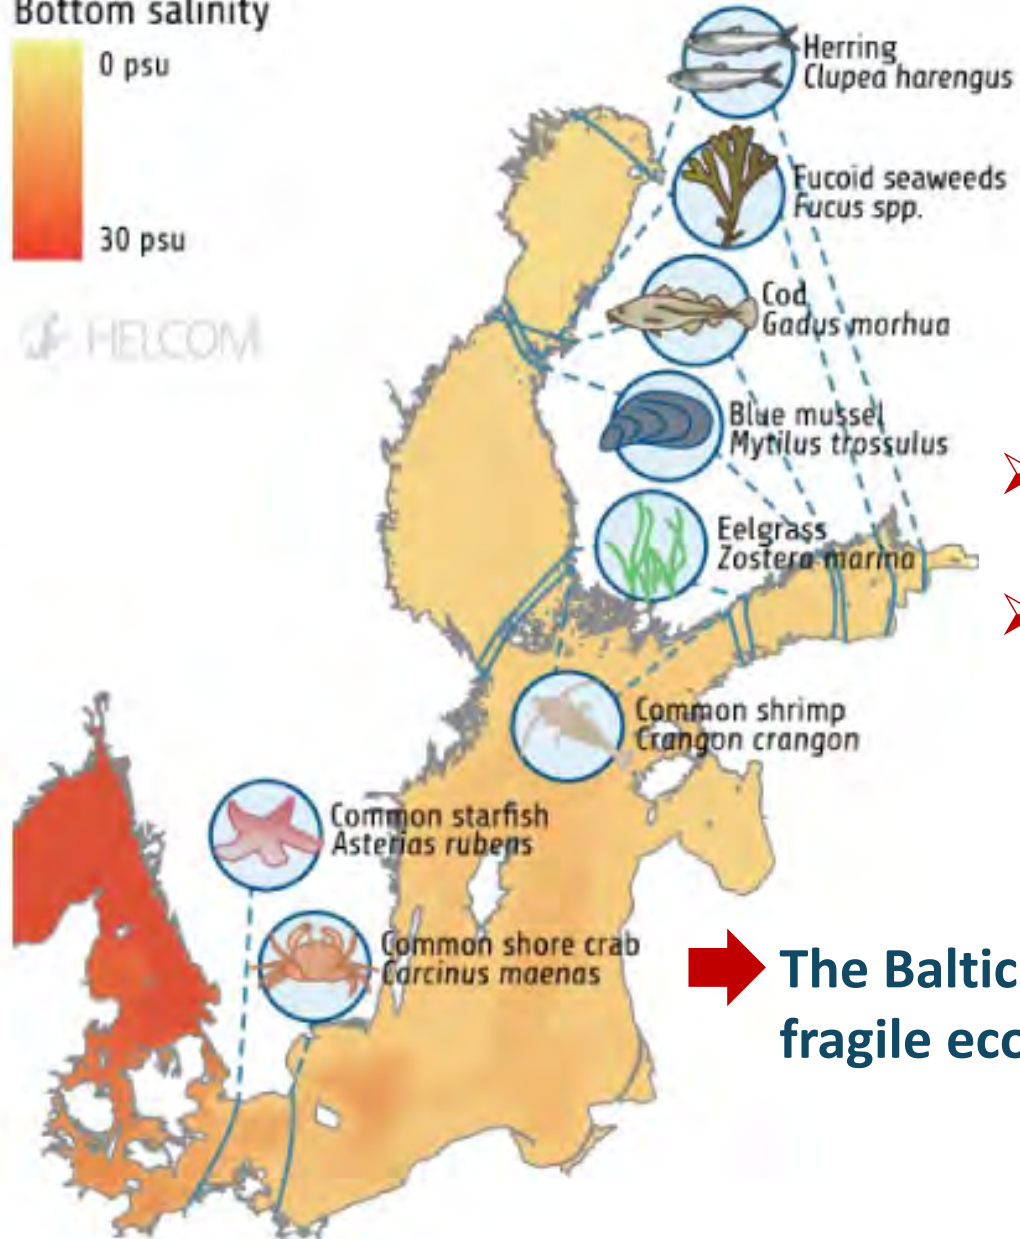 Bottom salinity
0 psu
30 psu
HELCOM
Herring
Clupea harengus
Fucoid seaweeds
Fucus spp.
Cod
Gadus morhua
Blue mussel
Mytilus trossulus
Eelgrass
Zostera marina
Common shrimp
Crangon crangon
Common starfish
Asterias rubens
Common shore crab
Carcinus maenas
The Baltic
fragile eco